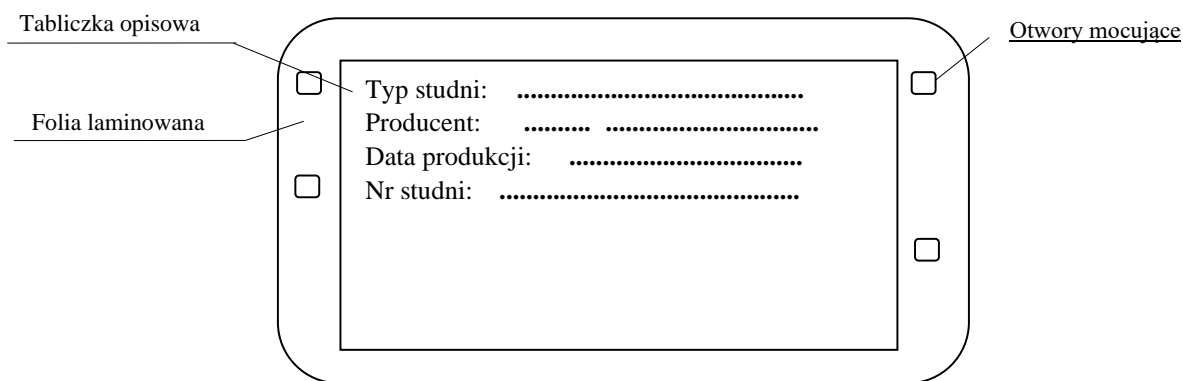 Tabliczka opisowa
Otwory mocujące
Folia laminowana
Typ studni: ...........................................
Producent: .......... ................................
Data produkcji: ...................................
Nr studni: .............................................